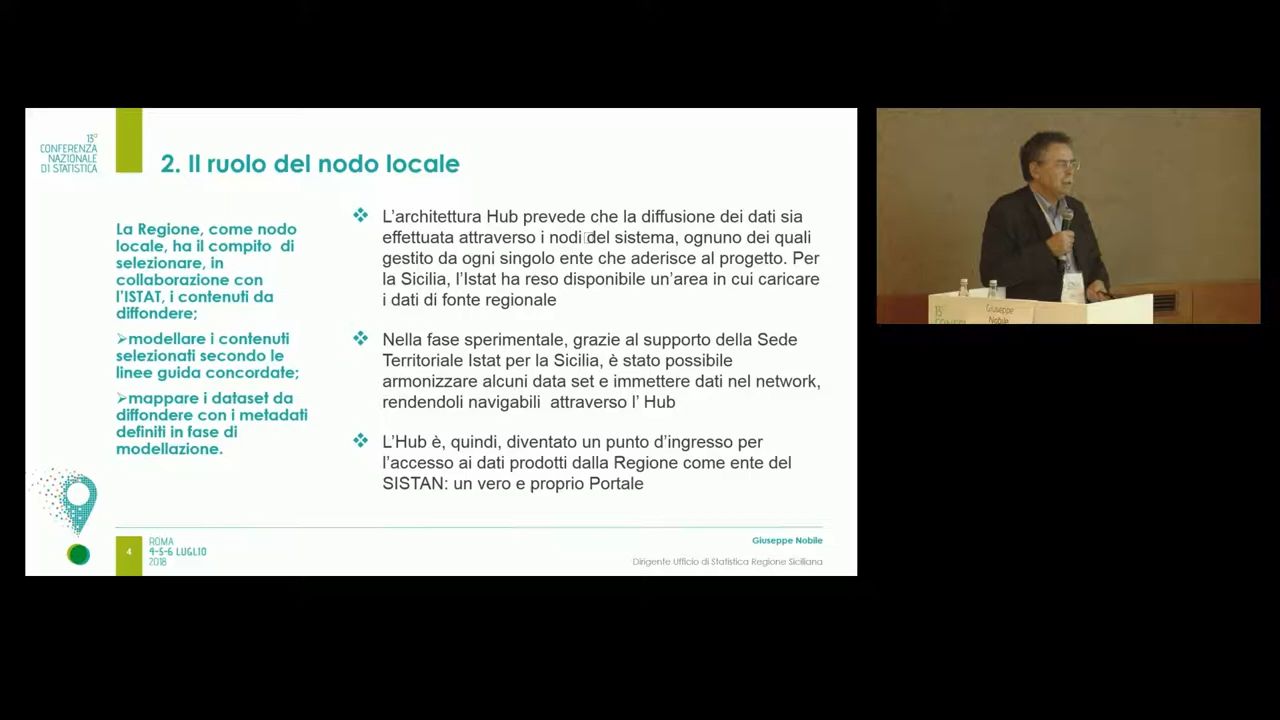 13°
CONFERENZA
NAZIONALE
DI STATISTICA
2. Il ruolo del nodo locale
La Regione, come nodo
locale, ha il compito di
selezionare, in
collaborazione con
l'ISTAT, i contenuti da
diffondere;
➢modellare i contenuti
selezionati secondo le
linee guida concordate;
➢mappare i dataset da
diffondere con i metadati
definiti in fase di
modellazione.
❖ L'architettura Hub prevede che la diffusione dei dati sia
effettuata attraverso i nodi del sistema, ognuno dei quali
gestito da ogni singolo ente che aderisce al progetto. Per
la Sicilia, l'Istat ha reso disponibile un'area in cui caricare
i dati di fonte regionale
❖ Nella fase sperimentale, grazie al supporto della Sede
Territoriale Istat per la Sicilia, è stato possibile
armonizzare alcuni data set e immettere dati nel network,
rendendoli navigabili attraverso l' Hub
❖ L'Hub è, quindi, diventato un punto d'ingresso per
l'accesso ai dati prodotti dalla Regione come ente del
SISTAN: un vero e proprio Portale
4
ROMA
4-5-6 LUGLIO
2018
Giuseppe Nobile
Dirigente Ufficio di Statistica Regione Siciliana
13°
Giuseppe
Nobile